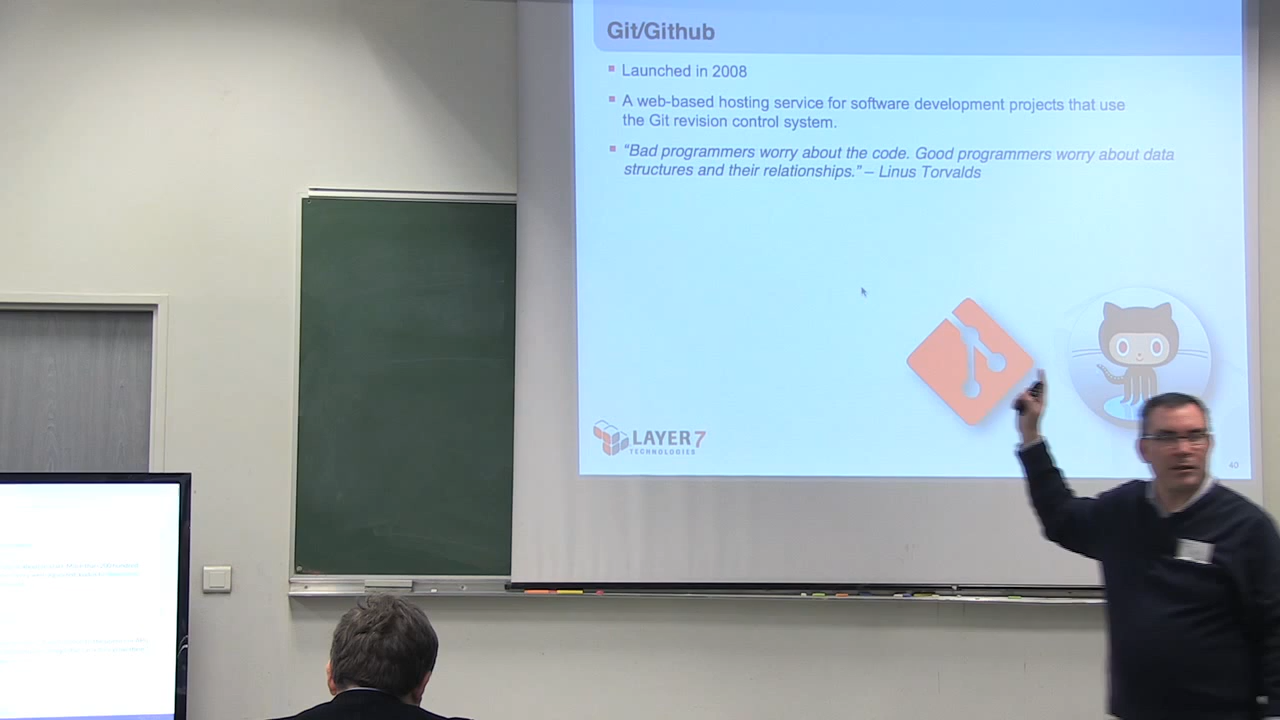 Git/Github
Launched in 2008
A web-based hosting service for software development projects that use
the Git revision control system.
“Bad programmers worry about the code. Good programmers worry about data
structures and their relationships.” – Linus Torvalds
LAYER 7
TECHNOLOGIES
40